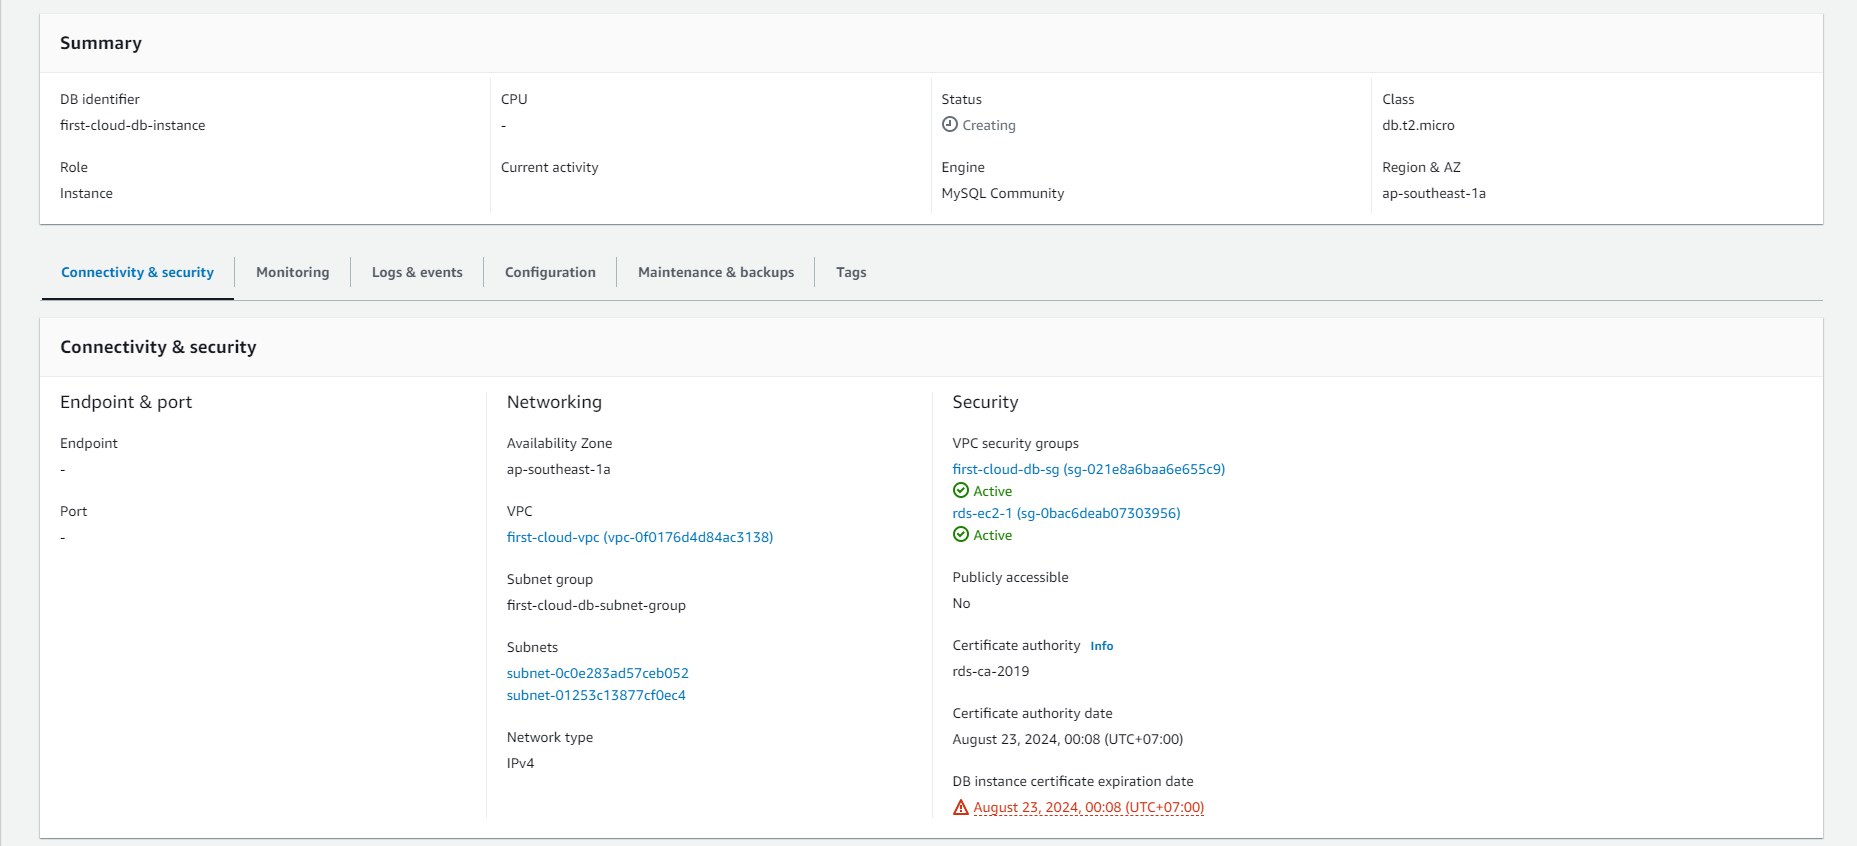 Summary
DB identifier
first-cloud-db-instance
Role
Instance
CPU
-
Current activity
Status
Creating
Engine
MySQL Community
Class
db.t2.micro
Region & AZ
ap-southeast-1a
Connectivity & security
Monitoring
Logs & events
Configuration
Maintenance & backups
Tags
Connectivity & security
Endpoint & port
Endpoint
-
Port
-
Networking
Availability Zone
ap-southeast-1a
VPC
first-cloud-vpc (vpc-0f0176d4d84ac3138)
Subnet group
first-cloud-db-subnet-group
Subnets
subnet-0c0e283ad57ceb052
subnet-01253c13877cf0ec4
Network type
IPv4
Security
VPC security groups
first-cloud-db-sg (sg-021e8a6baa6e655c9)
Active
rds-ec2-1 (sg-0bac6deab07303956)
Active
Publicly accessible
No
Certificate authority Info
rds-ca-2019
Certificate authority date
August 23, 2024, 00:08 (UTC+07:00)
DB instance certificate expiration date
August 23, 2024, 00:08 (UTC+07:00)